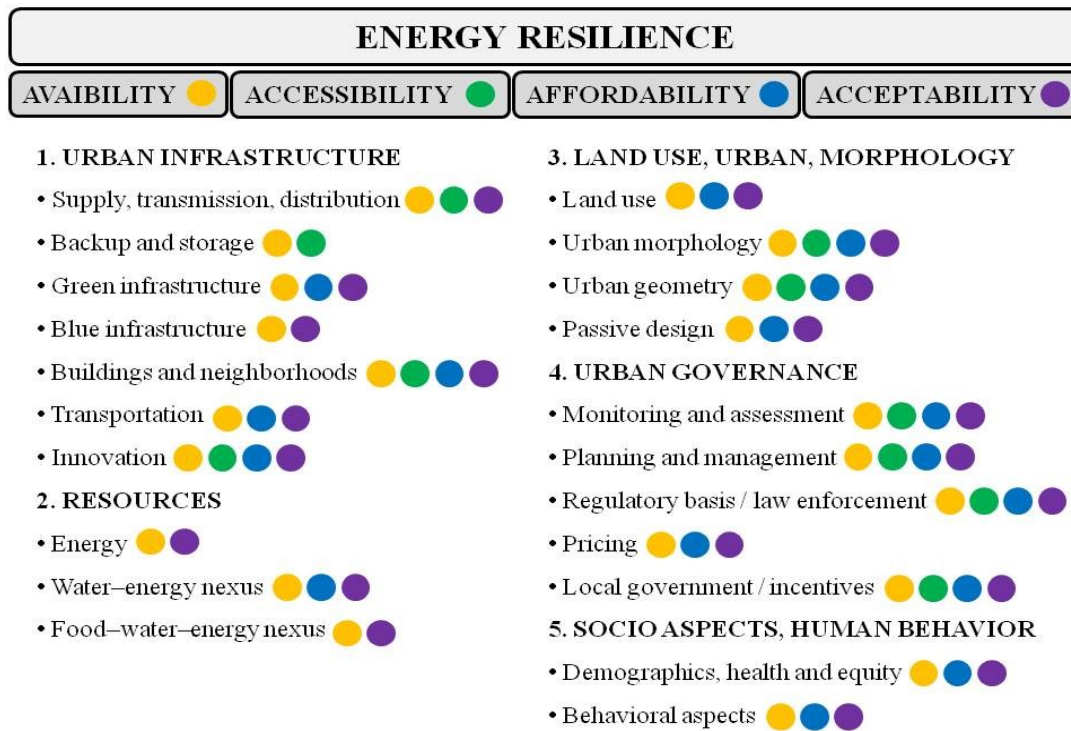 ENERGY RESILIENCE
AVAIBILITY
ACCESSIBILITY
AFFORDABILITY
ACCEPTABILITY
1. URBAN INFRASTRUCTURE
• Supply, transmission, distribution
• Backup and storage
• Green infrastructure
• Blue infrastructure
• Buildings and neighborhoods
• Transportation
• Innovation
2. RESOURCES
• Energy
• Water–energy nexus
• Food–water–energy nexus
3. LAND USE, URBAN, MORPHOLOGY
• Land use
• Urban morphology
• Urban geometry
• Passive design
4. URBAN GOVERNANCE
• Monitoring and assessment
• Planning and management
• Regulatory basis / law enforcement
• Pricing
• Local government / incentives
5. SOCIO ASPECTS, HUMAN BEHAVIOR
• Demographics, health and equity
• Behavioral aspects